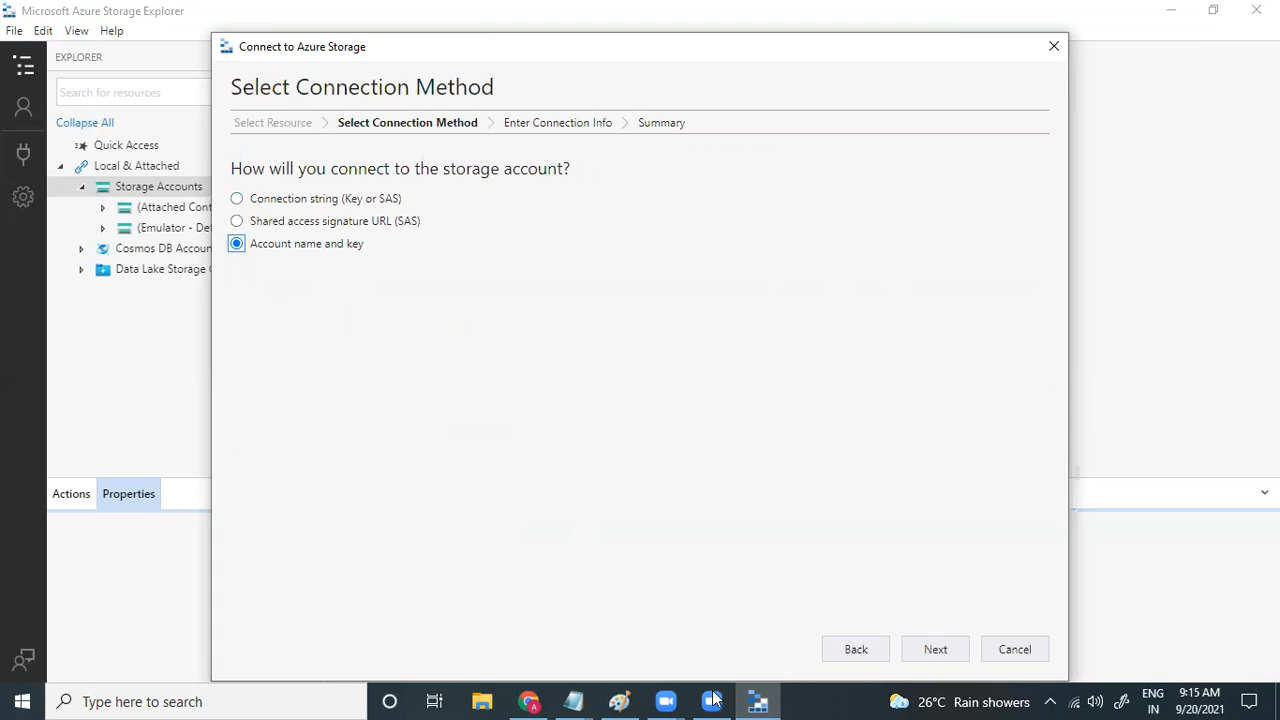 Microsoft Azure Storage Explorer
File Edit View Help
EXPLORER
Search for resources
Collapse All
Quick Access
Local & Attached
Storage Accounts
(Attached Cont
(Emulator - Def
Cosmos DB Accoun
Data Lake Storage G
Actions Properties
Connect to Azure Storage
Select Connection Method
Select Resource Select Connection Method Enter Connection Info Summary
How will you connect to the storage account?
Connection string (Key or SAS)
Shared access signature URL (SAS)
Account name and key
Back Next Cancel
Type here to search
26°C Rain showers
ENG
IN
9:15 AM
9/20/2021